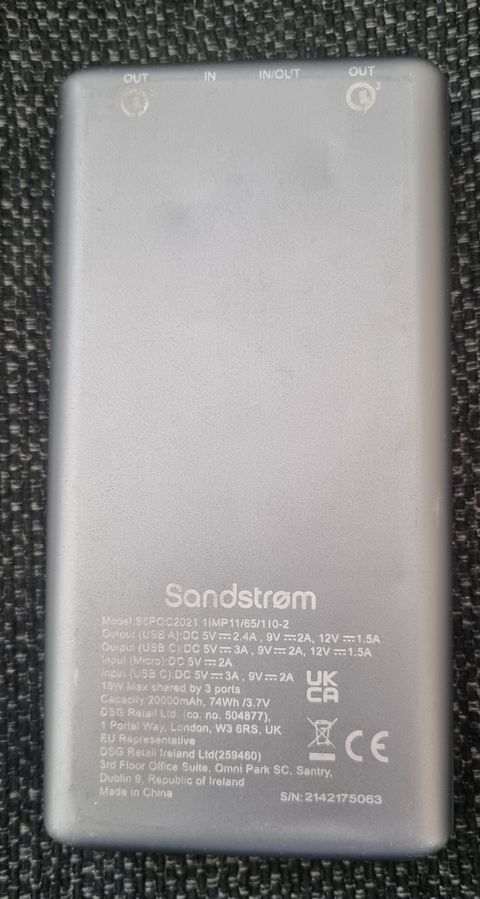 OUT IN IN/OUT OUT
3 3
Sandstrøm
Model:S6PGC2021 1IMP11/65/110-2
Output (USB A):DC 5V⎓2.4A , 9V⎓2A, 12V⎓1.5A
Output (USB C):DC 5V⎓3A , 9V⎓2A, 12V⎓1.5A
Input (Micro):DC 5V⎓2A
Input (USB C):DC 5V⎓3A , 9V⎓2A
18W Max shared by 3 ports
Capacity:20000mAh, 74Wh /3.7V
DSG Retail Ltd. (co. no. 504877),
1 Portal Way, London, W3 6RS, UK
EU Representative
DSG Retail Ireland Ltd(259460)
3rd Floor Office Suite, Omni Park SC, Santry,
Dublin 9, Republic of Ireland
Made in China
UK
CA
CE
S/N: 2142175063